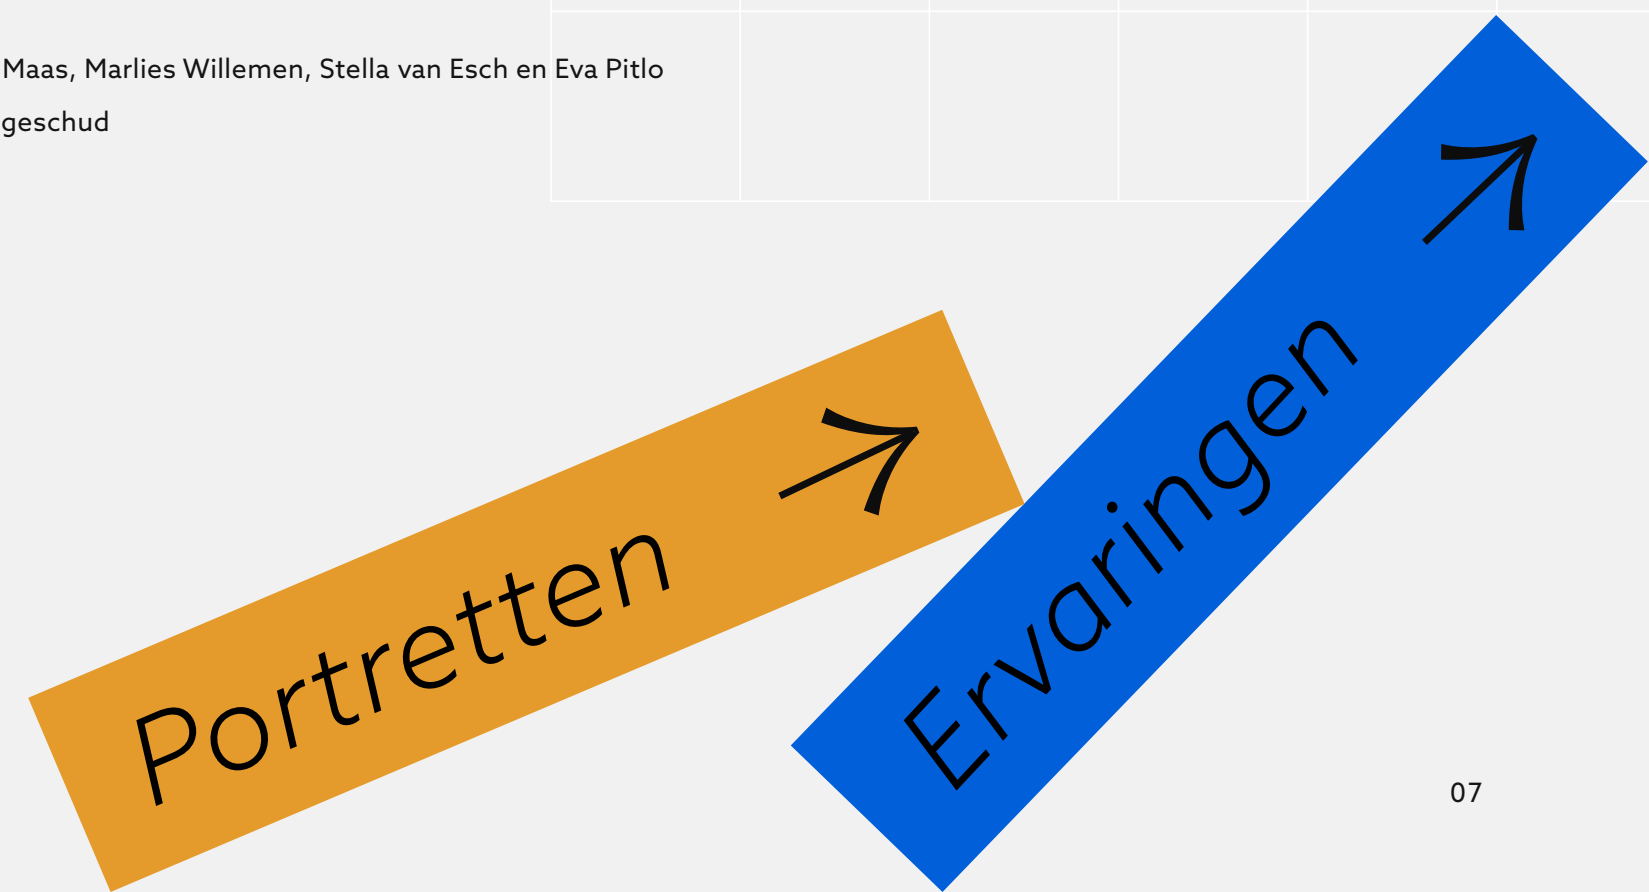 Maas, Marlies Willemen, Stella van Esch en Eva Pitlo
geschud
Portretten →
Ervaringen →
07